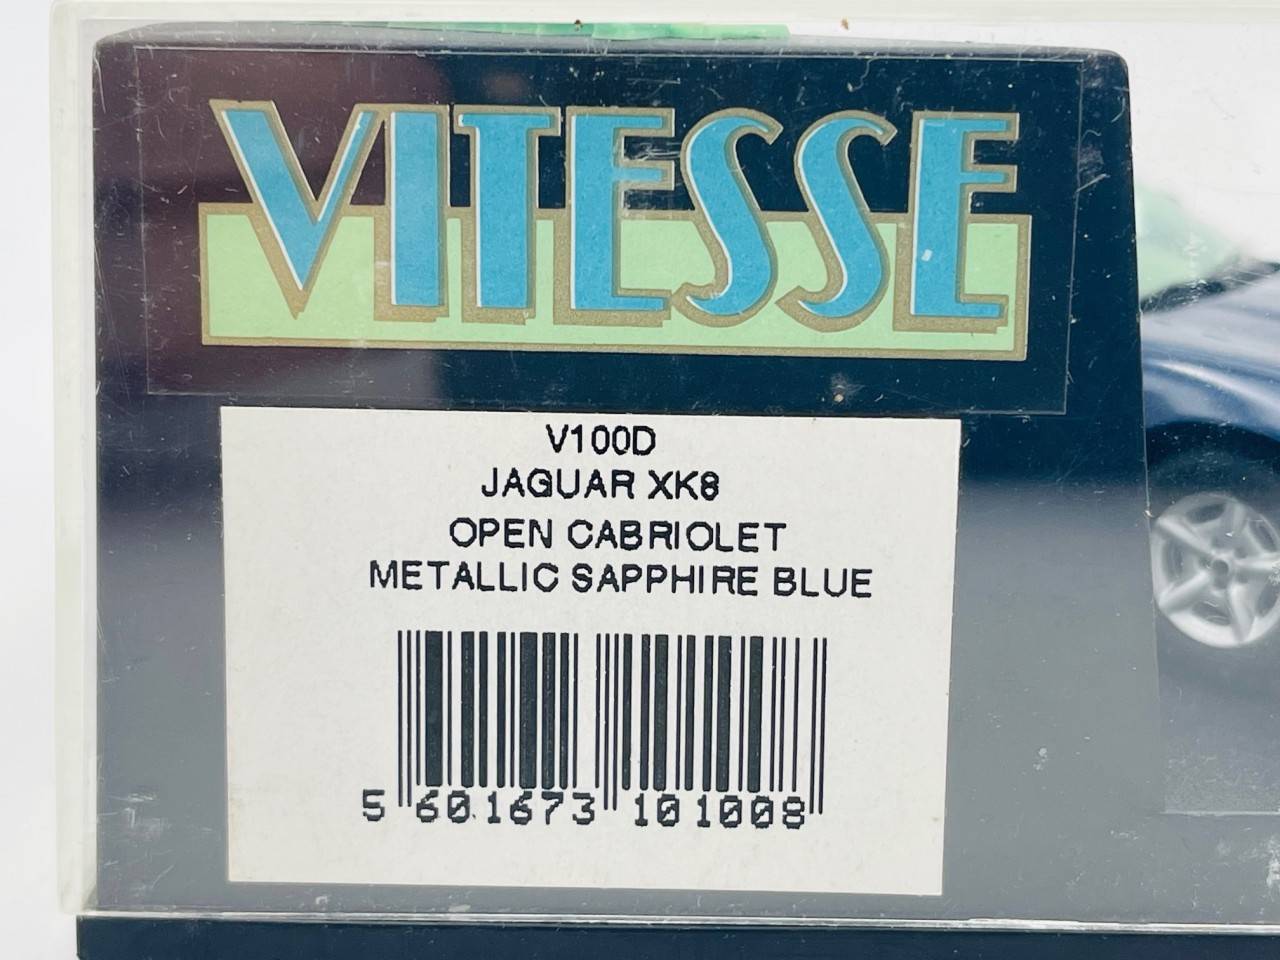 VITESSE
V100D
JAGUAR XK8
OPEN CABRIOLET
METALLIC SAPPHIRE BLUE
5 601673 101008